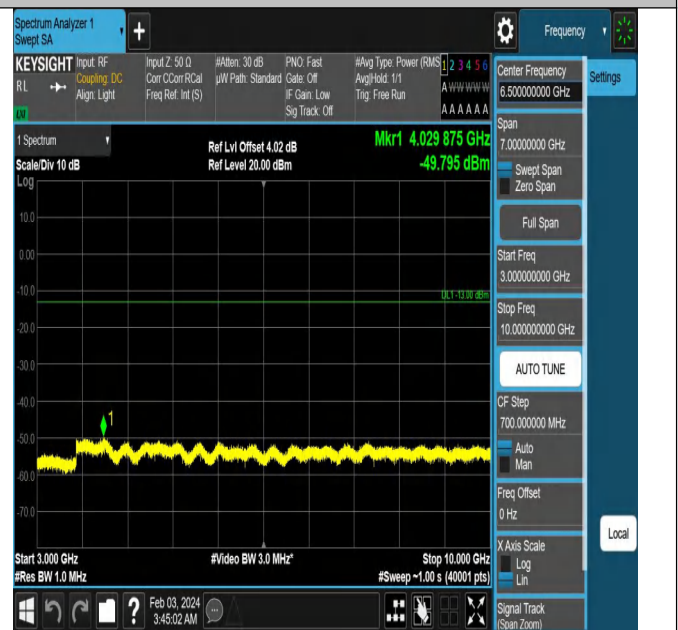 Spectrum Analyzer 1
Swept SA
Frequency
KEYSIGHT
RL
Input: RF
Coupling: DC
Align: Light
Input Z: 50 Ω
Corr CCorr RCal
Freq Ref: Int (S)
#Atten: 30 dB
µW Path: Standard
PNO: Fast
Gate: Off
IF Gain: Low
Sig Track: Off
#Avg Type: Power (RMS
Avg|Hold: 1/1
Trig: Free Run
1 2 3 4 5 6
A W W W W W
A A A A A A
1 Spectrum
Scale/Div 10 dB
Log
Ref Lvl Offset 4.02 dB
Ref Level 20.00 dBm
Mkr1 4.029 875 GHz
-49.795 dBm
10.0
0.00
-10.0
-20.0
-30.0
-40.0
-50.0
-60.0
-70.0
DL1 -13.00 dBm
1
Start 3.000 GHz
#Res BW 1.0 MHz
#Video BW 3.0 MHz*
Stop 10.000 GHz
#Sweep ~1.00 s (40001 pts)
Feb 03, 2024
3:45:02 AM
Center Frequency
6.500000000 GHz
Settings
Span
7.00000000 GHz
Swept Span
Zero Span
Full Span
Start Freq
3.000000000 GHz
Stop Freq
10.000000000 GHz
AUTO TUNE
CF Step
700.000000 MHz
Auto
Man
Freq Offset
0 Hz
X Axis Scale
Log
Lin
Local
Signal Track
(Span Zoom)